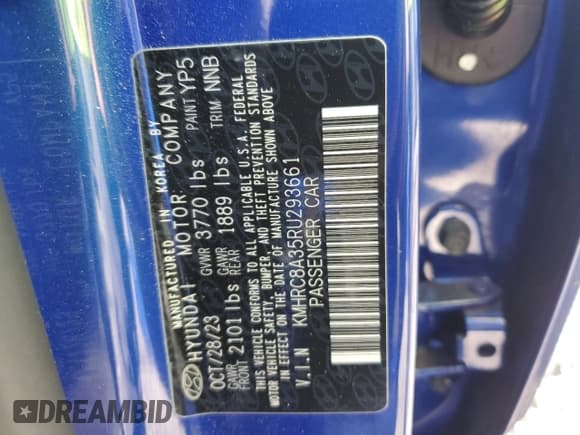 MANUFACTURED IN KOREA BY
HYUNDAI MOTOR COMPANY
OCT/28/23 GVWR 3770 lbs PAINT YP5
GAWR FRONT 2101 lbs GAWR REAR 1889 lbs TRIM NNB
THIS VEHICLE CONFORMS TO ALL APPLICABLE U.S.A. FEDERAL
MOTOR VEHICLE SAFETY, BUMPER, AND THEFT PREVENTION STANDARDS
IN EFFECT ON THE DATE OF MANUFACTURE SHOWN ABOVE
V.I.N KMHRC8A35RU293661
PASSENGER CAR
DREAMBID